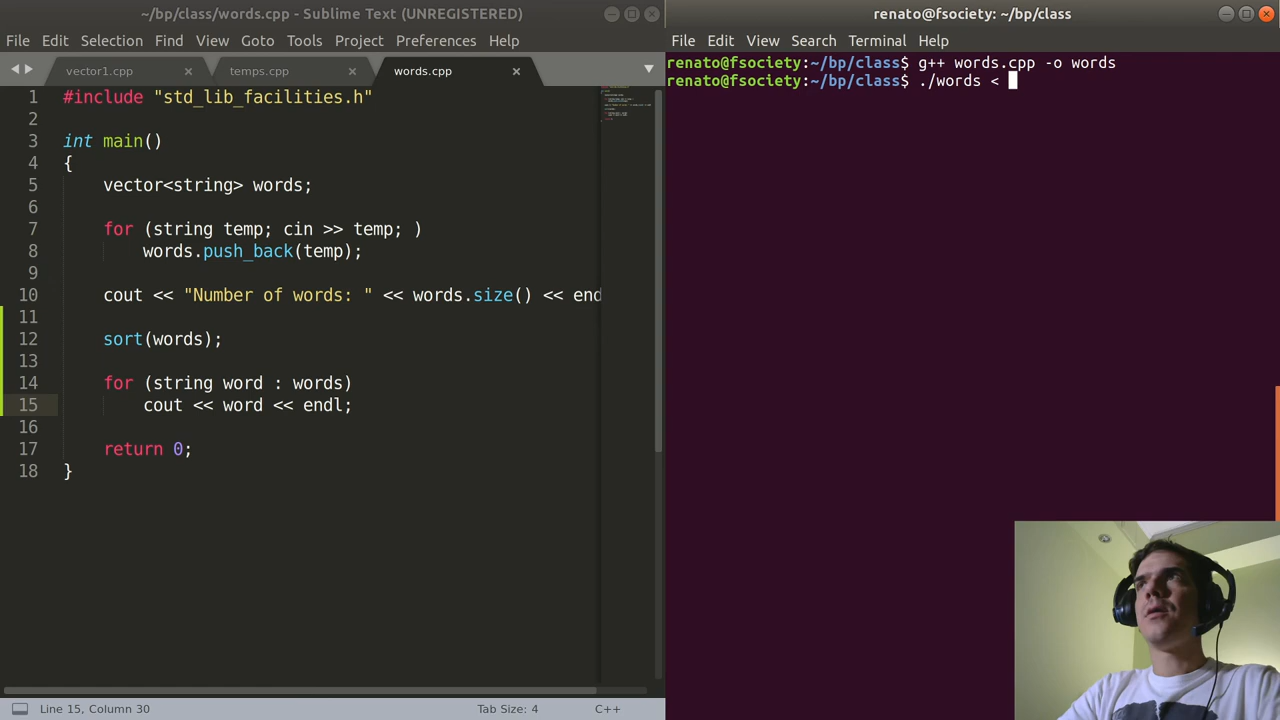 ~/bp/class/words.cpp - Sublime Text (UNREGISTERED)
File Edit Selection Find View Goto Tools Project Preferences Help
vector1.cpp temps.cpp words.cpp
1 #include "std_lib_facilities.h"
2
3 int main()
4 {
5 vector<string> words;
6
7 for (string temp; cin >> temp; )
8 words.push_back(temp);
9
10 cout << "Number of words: " << words.size() << end
11
12 sort(words);
13
14 for (string word : words)
15 cout << word << endl;
16
17 return 0;
18 }
Line 15, Column 30 Tab Size: 4 C++
renato@fsociety: ~/bp/class
File Edit View Search Terminal Help
renato@fsociety:~/bp/class$ g++ words.cpp -o words
renato@fsociety:~/bp/class$ ./words <